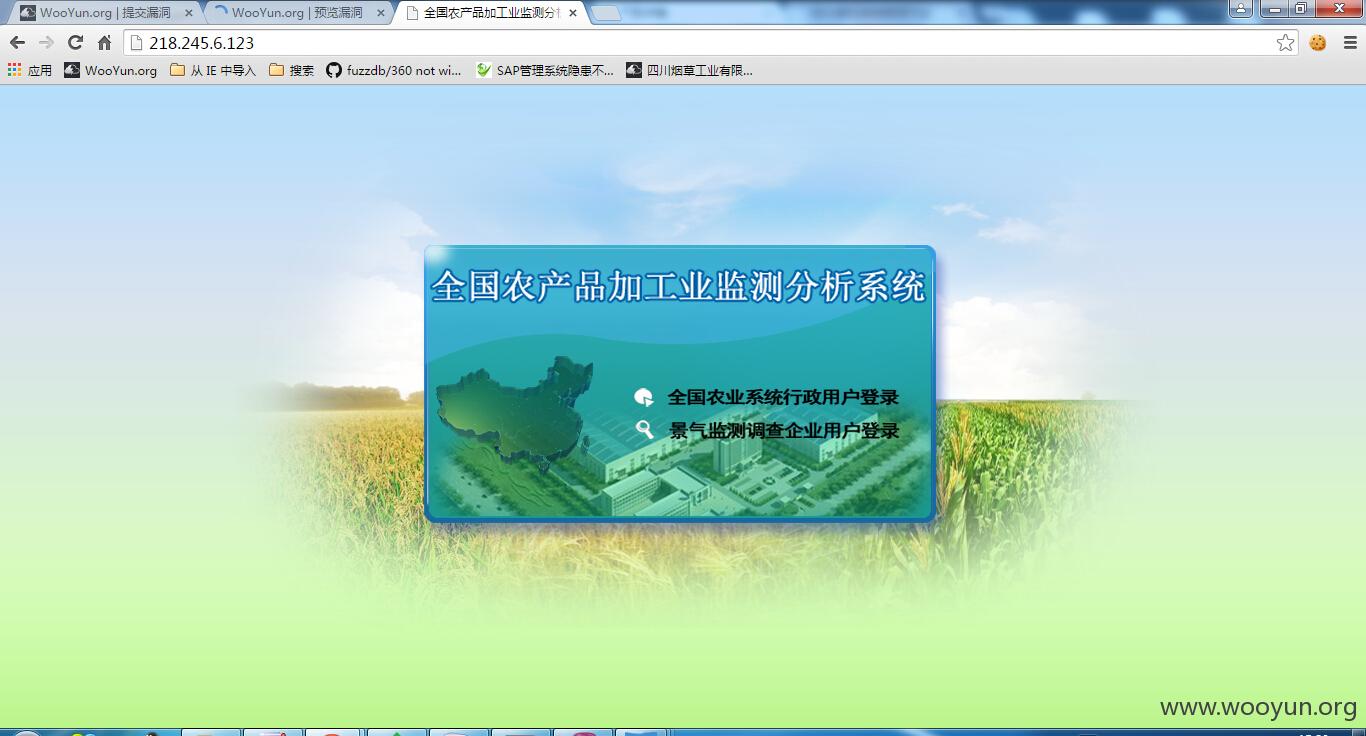 WooYun.org | 提交漏洞
WooYun.org | 预览漏洞
全国农产品加工业监测分
218.245.6.123
应用
WooYun.org
从 IE 中导入
搜索
fuzzdb/360 not wi...
SAP管理系统隐患不...
四川烟草工业有限...
全国农产品加工业监测分析系统
全国农业系统行政用户登录
景气监测调查企业用户登录
www.wooyun.org